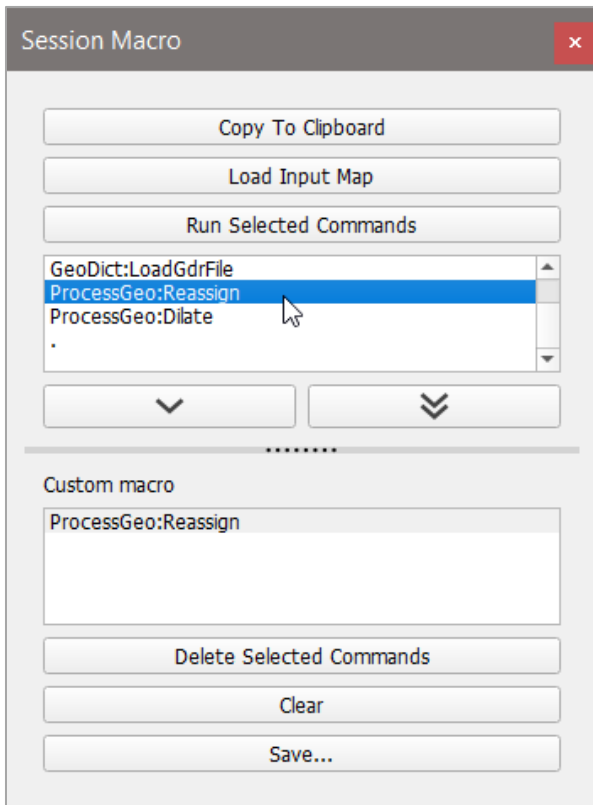 Session Macro
Copy To Clipboard
Load Input Map
Run Selected Commands
GeoDict:LoadGdrFile
ProcessGeo:Reassign
ProcessGeo:Dilate
.
Custom macro
ProcessGeo:Reassign
Delete Selected Commands
Clear
Save...